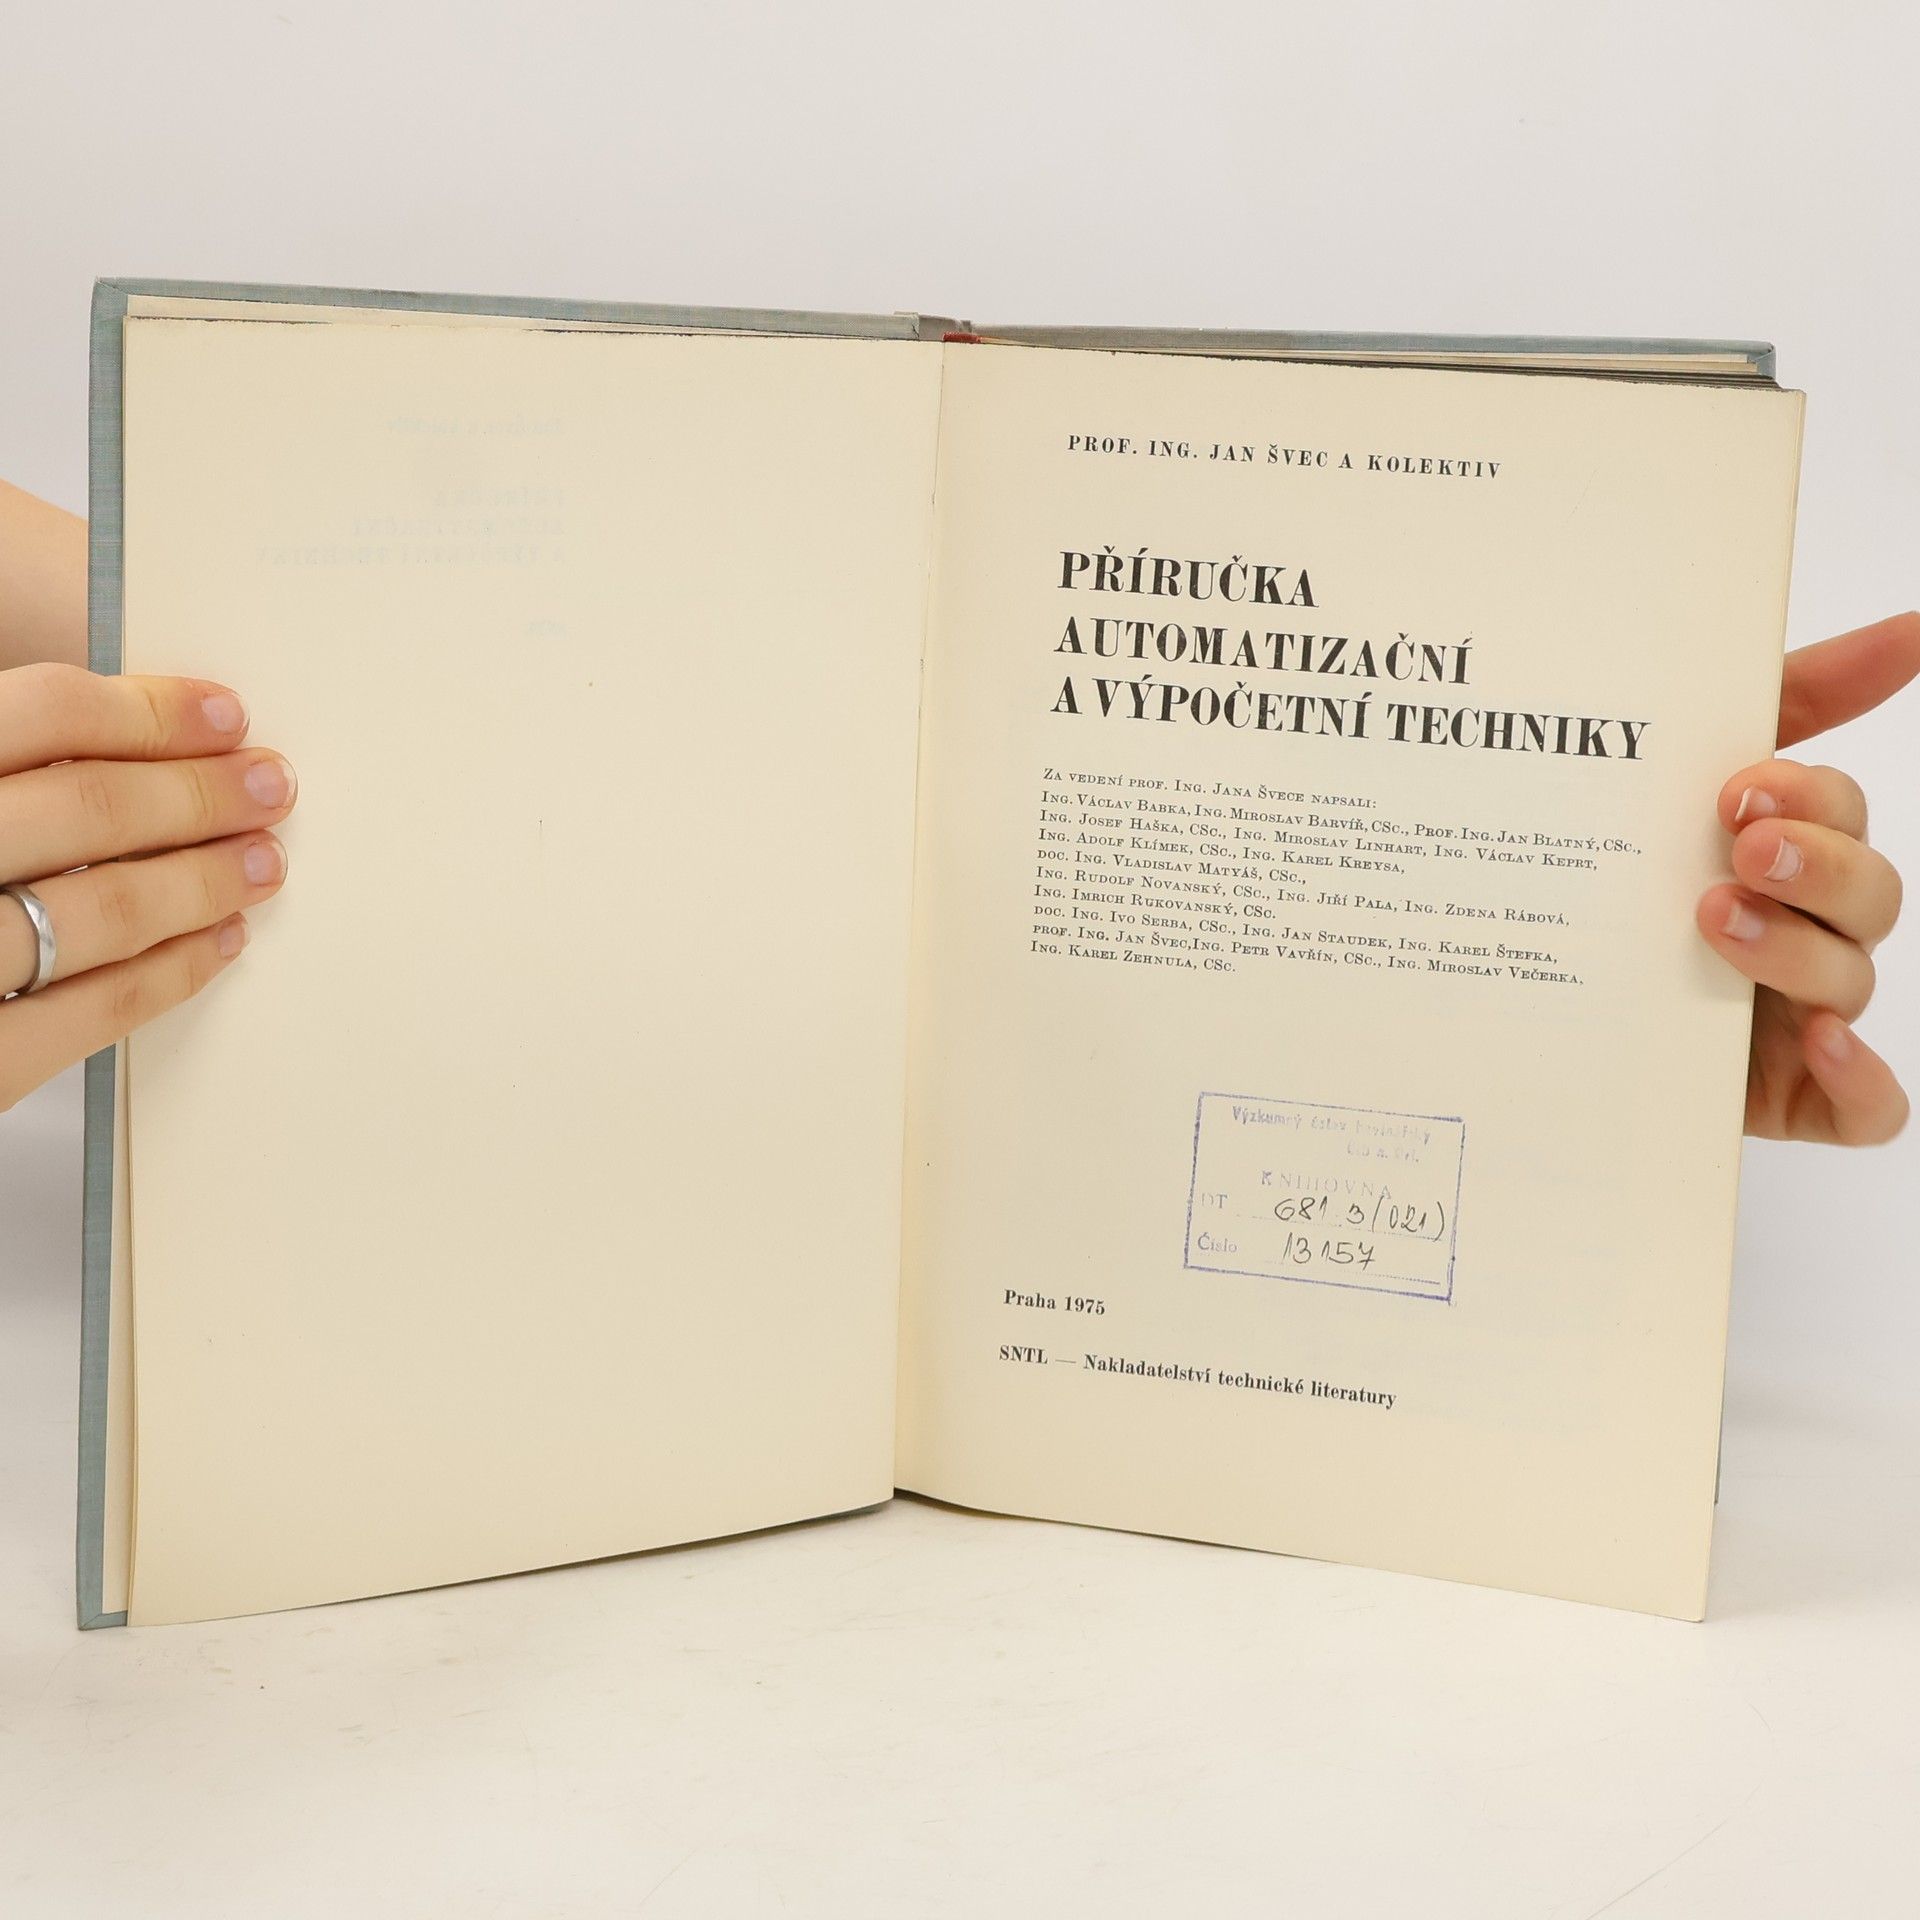 PROF. ING. JAN ŠVEC A KOLEKTIV
PŘÍRUČKA
AUTOMATIZAČNÍ
A VÝPOČETNÍ TECHNIKY
ZA VEDENÍ PROF. ING. JANA ŠVECE NAPSALI:
ING. VÁCLAV BABKA, ING. MIROSLAV BARVÍŘ, CSC., PROF. ING. JAN BLATNÝ, CSC.,
ING. JOSEF HAŠKA, CSC., ING. MIROSLAV LINHART, ING. VÁCLAV KEPRT,
ING. ADOLF KLÍMEK, CSC., ING. KAREL KREYSA,
DOC. ING. VLADISLAV MATYÁŠ, CSC.,
ING. RUDOLF NOVANSKÝ, CSC., ING. JIŘÍ PALA, ING. ZDENA RÁBOVÁ,
ING. IMRICH RUKOVANSKÝ, CSC.
DOC. ING. IVO SERBA, CSC., ING. JAN STAUDEK, ING. KAREL ŠTEFKA,
PROF. ING. JAN ŠVEC,ING. PETR VAVŘÍN, CSC., ING. MIROSLAV VEČERKA,
ING. KAREL ZEHNULA, CSC.
Výzkumný ústav
KNIHOVNA
DT 681.3(021)
Číslo 13157
Praha 1975
SNTL — Nakladatelství technické literatury